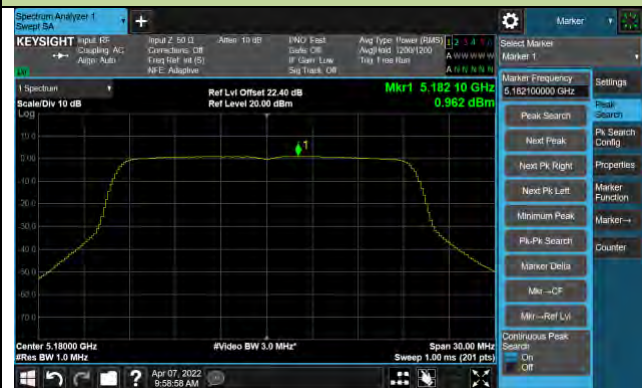 Spectrum Analyzer 1
Swept SA
+
Marker
KEYSIGHT
Input: RF
Coupling: AC
Align: Auto
Input Z: 50 Ω
Corrections: Off
Freq Ref: Int (S)
NFE: Adaptive
Atten: 10 dB
PNO: Fast
Gate: Off
IF Gain: Low
Sig Track: Off
Avg Type: Power (RMS)
Avg|Hold: 1200/1200
Trig: Free Run
1 2 3 4 5 6
A W W W W W
A N N N N N
Select Marker
Marker 1
1 Spectrum
Scale/Div 10 dB
Log
Ref Lvl Offset 22.40 dB
Ref Level 20.00 dBm
Mkr1 5.182 10 GHz
0.962 dBm
10.0
0.00
-10.0
-20.0
-30.0
-40.0
-50.0
-60.0
-70.0
1
Center 5.18000 GHz
#Res BW 1.0 MHz
#Video BW 3.0 MHz*
Span 30.00 MHz
Sweep 1.00 ms (201 pts)
Marker Frequency
5.182100000 GHz
Peak Search
Next Peak
Next Pk Right
Next Pk Left
Minimum Peak
Pk-Pk Search
Marker Delta
Mkr→CF
Mkr→Ref Lvl
Continuous Peak
Search
On
Off
Settings
Peak
Search
Pk Search
Config
Properties
Marker
Function
Marker→
Counter
?
Apr 07, 2022
9:58:58 AM